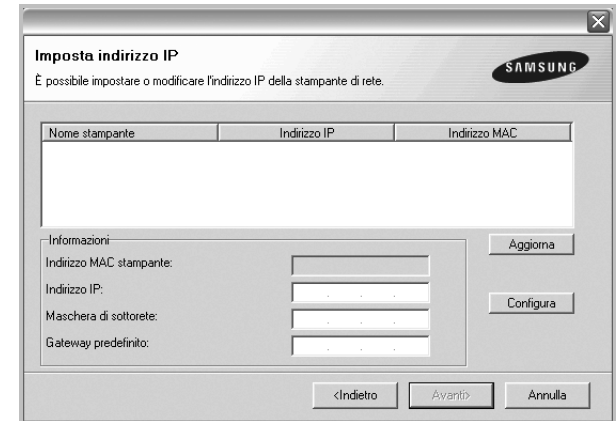 Imposta indirizzo IP
È possibile impostare o modificare l'indirizzo IP della stampante di rete.
SAMSUNG
Nome stampante Indirizzo IP Indirizzo MAC
Informazioni
Indirizzo MAC stampante:
Indirizzo IP:
Maschera di sottorete:
Gateway predefinito:
Aggiorna
Configura
<Indietro Avanti> Annulla